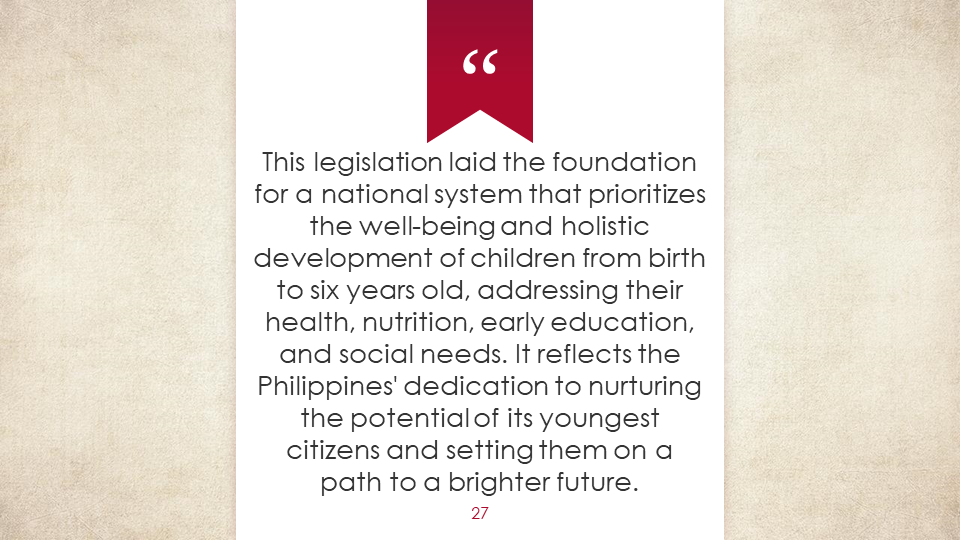 “
This legislation laid the foundation
for a national system that prioritizes
the well-being and holistic
development of children from birth
to six years old, addressing their
health, nutrition, early education,
and social needs. It reflects the
Philippines' dedication to nurturing
the potential of its youngest
citizens and setting them on a
path to a brighter future.
27